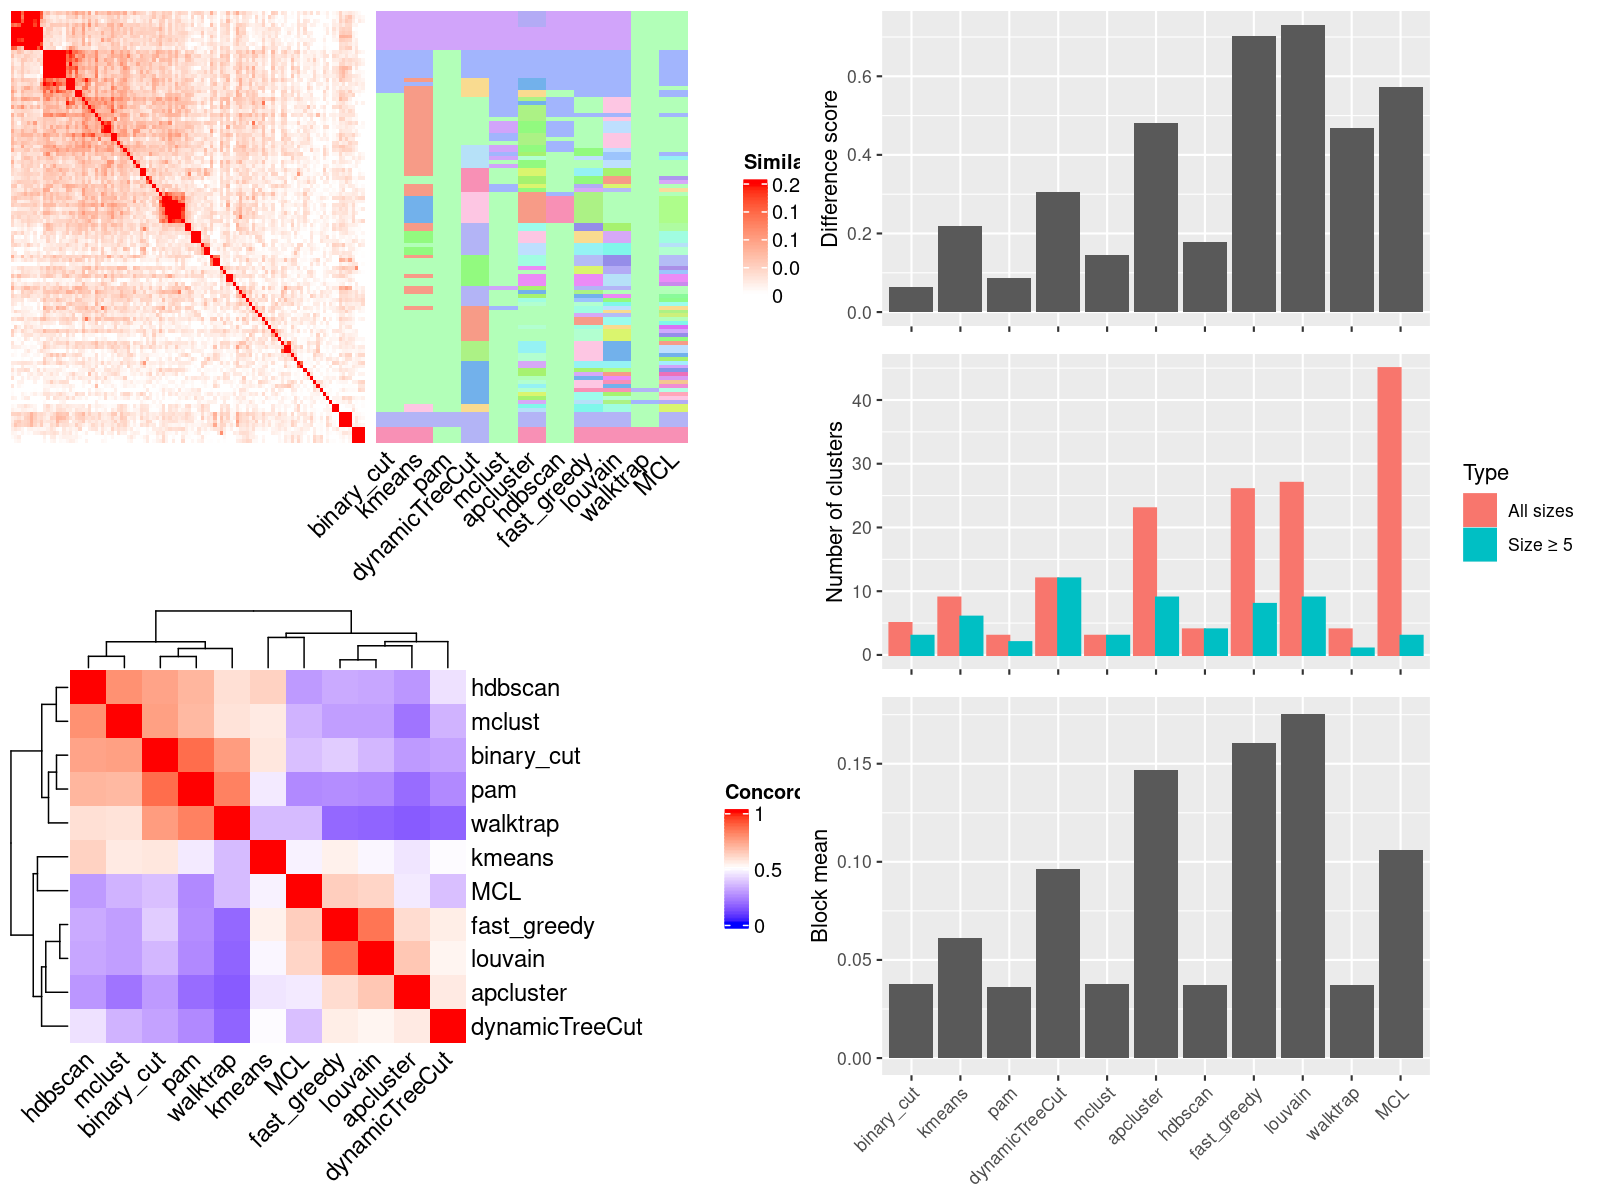 Simila
0.2
0.1
0.1
0.0
0
binary_cut
kmeans
pam
dynamicTreeCut
mclust
apcluster
hdbscan
fast_greedy
louvain
walktrap
MCL
hdbscan
mclust
binary_cut
pam
walktrap
kmeans
MCL
fast_greedy
louvain
apcluster
dynamicTreeCut
hdbscan
mclust
binary_cut
pam
walktrap
kmeans
MCL
fast_greedy
louvain
apcluster
dynamicTreeCut
Concord
1
0.5
0
Difference score
0.6
0.4
0.2
0.0
Number of clusters
40
30
20
10
0
Type
All sizes
Size ≥ 5
Block mean
0.15
0.10
0.05
0.00
binary_cut
kmeans
pam
dynamicTreeCut
mclust
apcluster
hdbscan
fast_greedy
louvain
walktrap
MCL